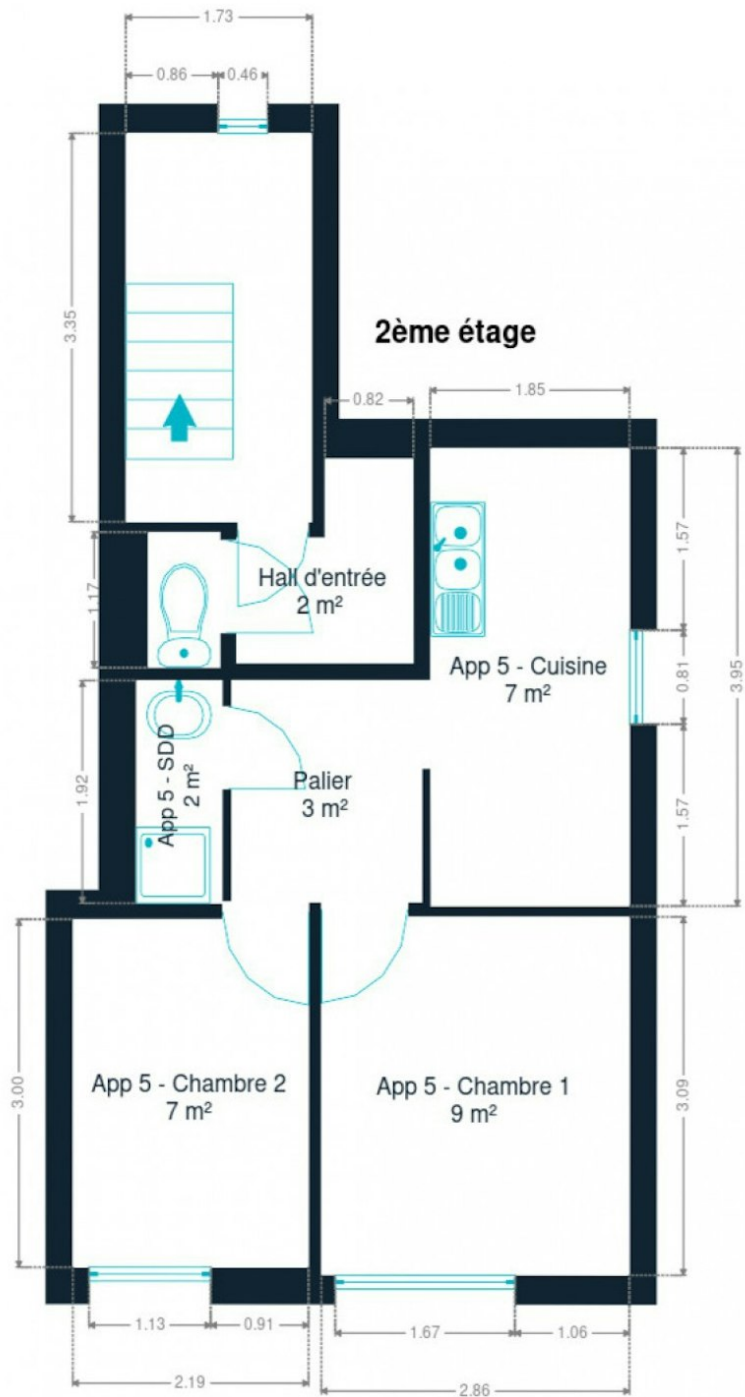 1.73
0.86
0.46
3.35
2ème étage
0.82
1.85
1.57
1.17
Hall d'entrée
2 m²
App 5 - Cuisine
7 m²
0.81
3.95
1.92
App 5 - SDD
2 m²
Palier
3 m²
1.57
3.00
App 5 - Chambre 2
7 m²
App 5 - Chambre 1
9 m²
3.09
1.13
0.91
1.67
1.06
2.19
2.86